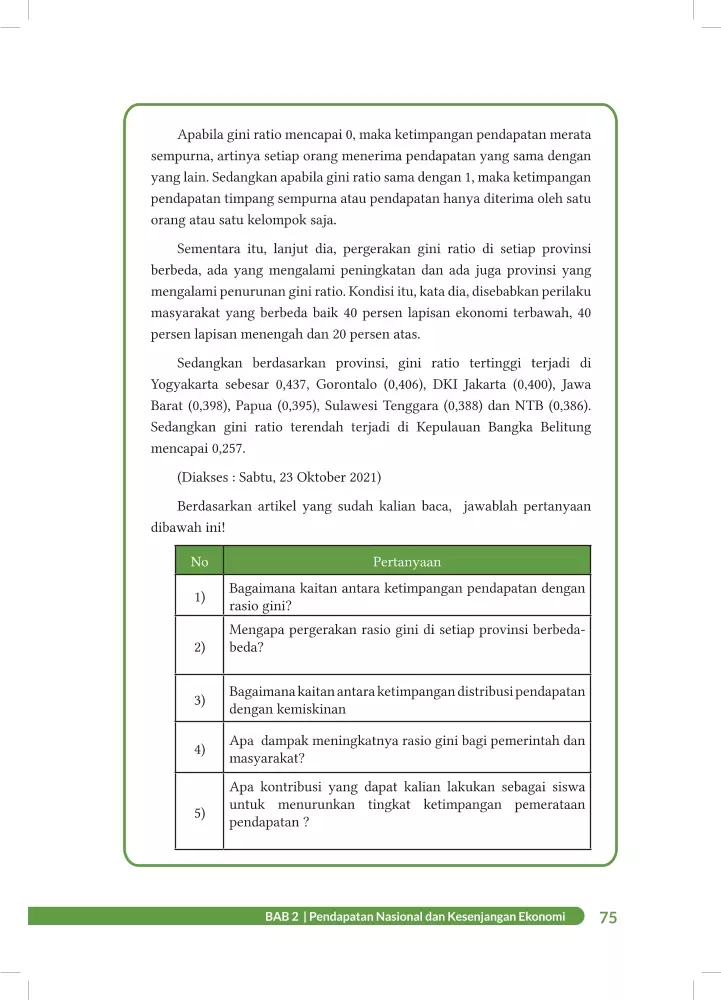 Apabila gini ratio mencapai 0, maka ketimpangan pendapatan merata
sempurna, artinya setiap orang menerima pendapatan yang sama dengan
yang lain. Sedangkan apabila gini ratio sama dengan 1, maka ketimpangan
pendapatan timpang sempurna atau pendapatan hanya diterima oleh satu
orang atau satu kelompok saja.
Sementara itu, lanjut dia, pergerakan gini ratio di setiap provinsi
berbeda, ada yang mengalami peningkatan dan ada juga provinsi yang
mengalami penurunan gini ratio. Kondisi itu, kata dia, disebabkan perilaku
masyarakat yang berbeda baik 40 persen lapisan ekonomi terbawah, 40
persen lapisan menengah dan 20 persen atas.
Sedangkan berdasarkan provinsi, gini ratio tertinggi terjadi di
Yogyakarta sebesar 0,437, Gorontalo (0,406), DKI Jakarta (0,400), Jawa
Barat (0,398), Papua (0,395), Sulawesi Tenggara (0,388) dan NTB (0,386).
Sedangkan gini ratio terendah terjadi di Kepulauan Bangka Belitung
mencapai 0,257.
(Diakses : Sabtu, 23 Oktober 2021)
Berdasarkan artikel yang sudah kalian baca, jawablah pertanyaan
dibawah ini!
No Pertanyaan
1) Bagaimana kaitan antara ketimpangan pendapatan dengan
rasio gini?
2) Mengapa pergerakan rasio gini di setiap provinsi berbeda-
beda?
3) Bagaimana kaitan antara ketimpangan distribusi pendapatan
dengan kemiskinan
4) Apa dampak meningkatnya rasio gini bagi pemerintah dan
masyarakat?
5) Apa kontribusi yang dapat kalian lakukan sebagai siswa
untuk menurunkan tingkat ketimpangan pemerataan
pendapatan ?
BAB 2 | Pendapatan Nasional dan Kesenjangan Ekonomi 75